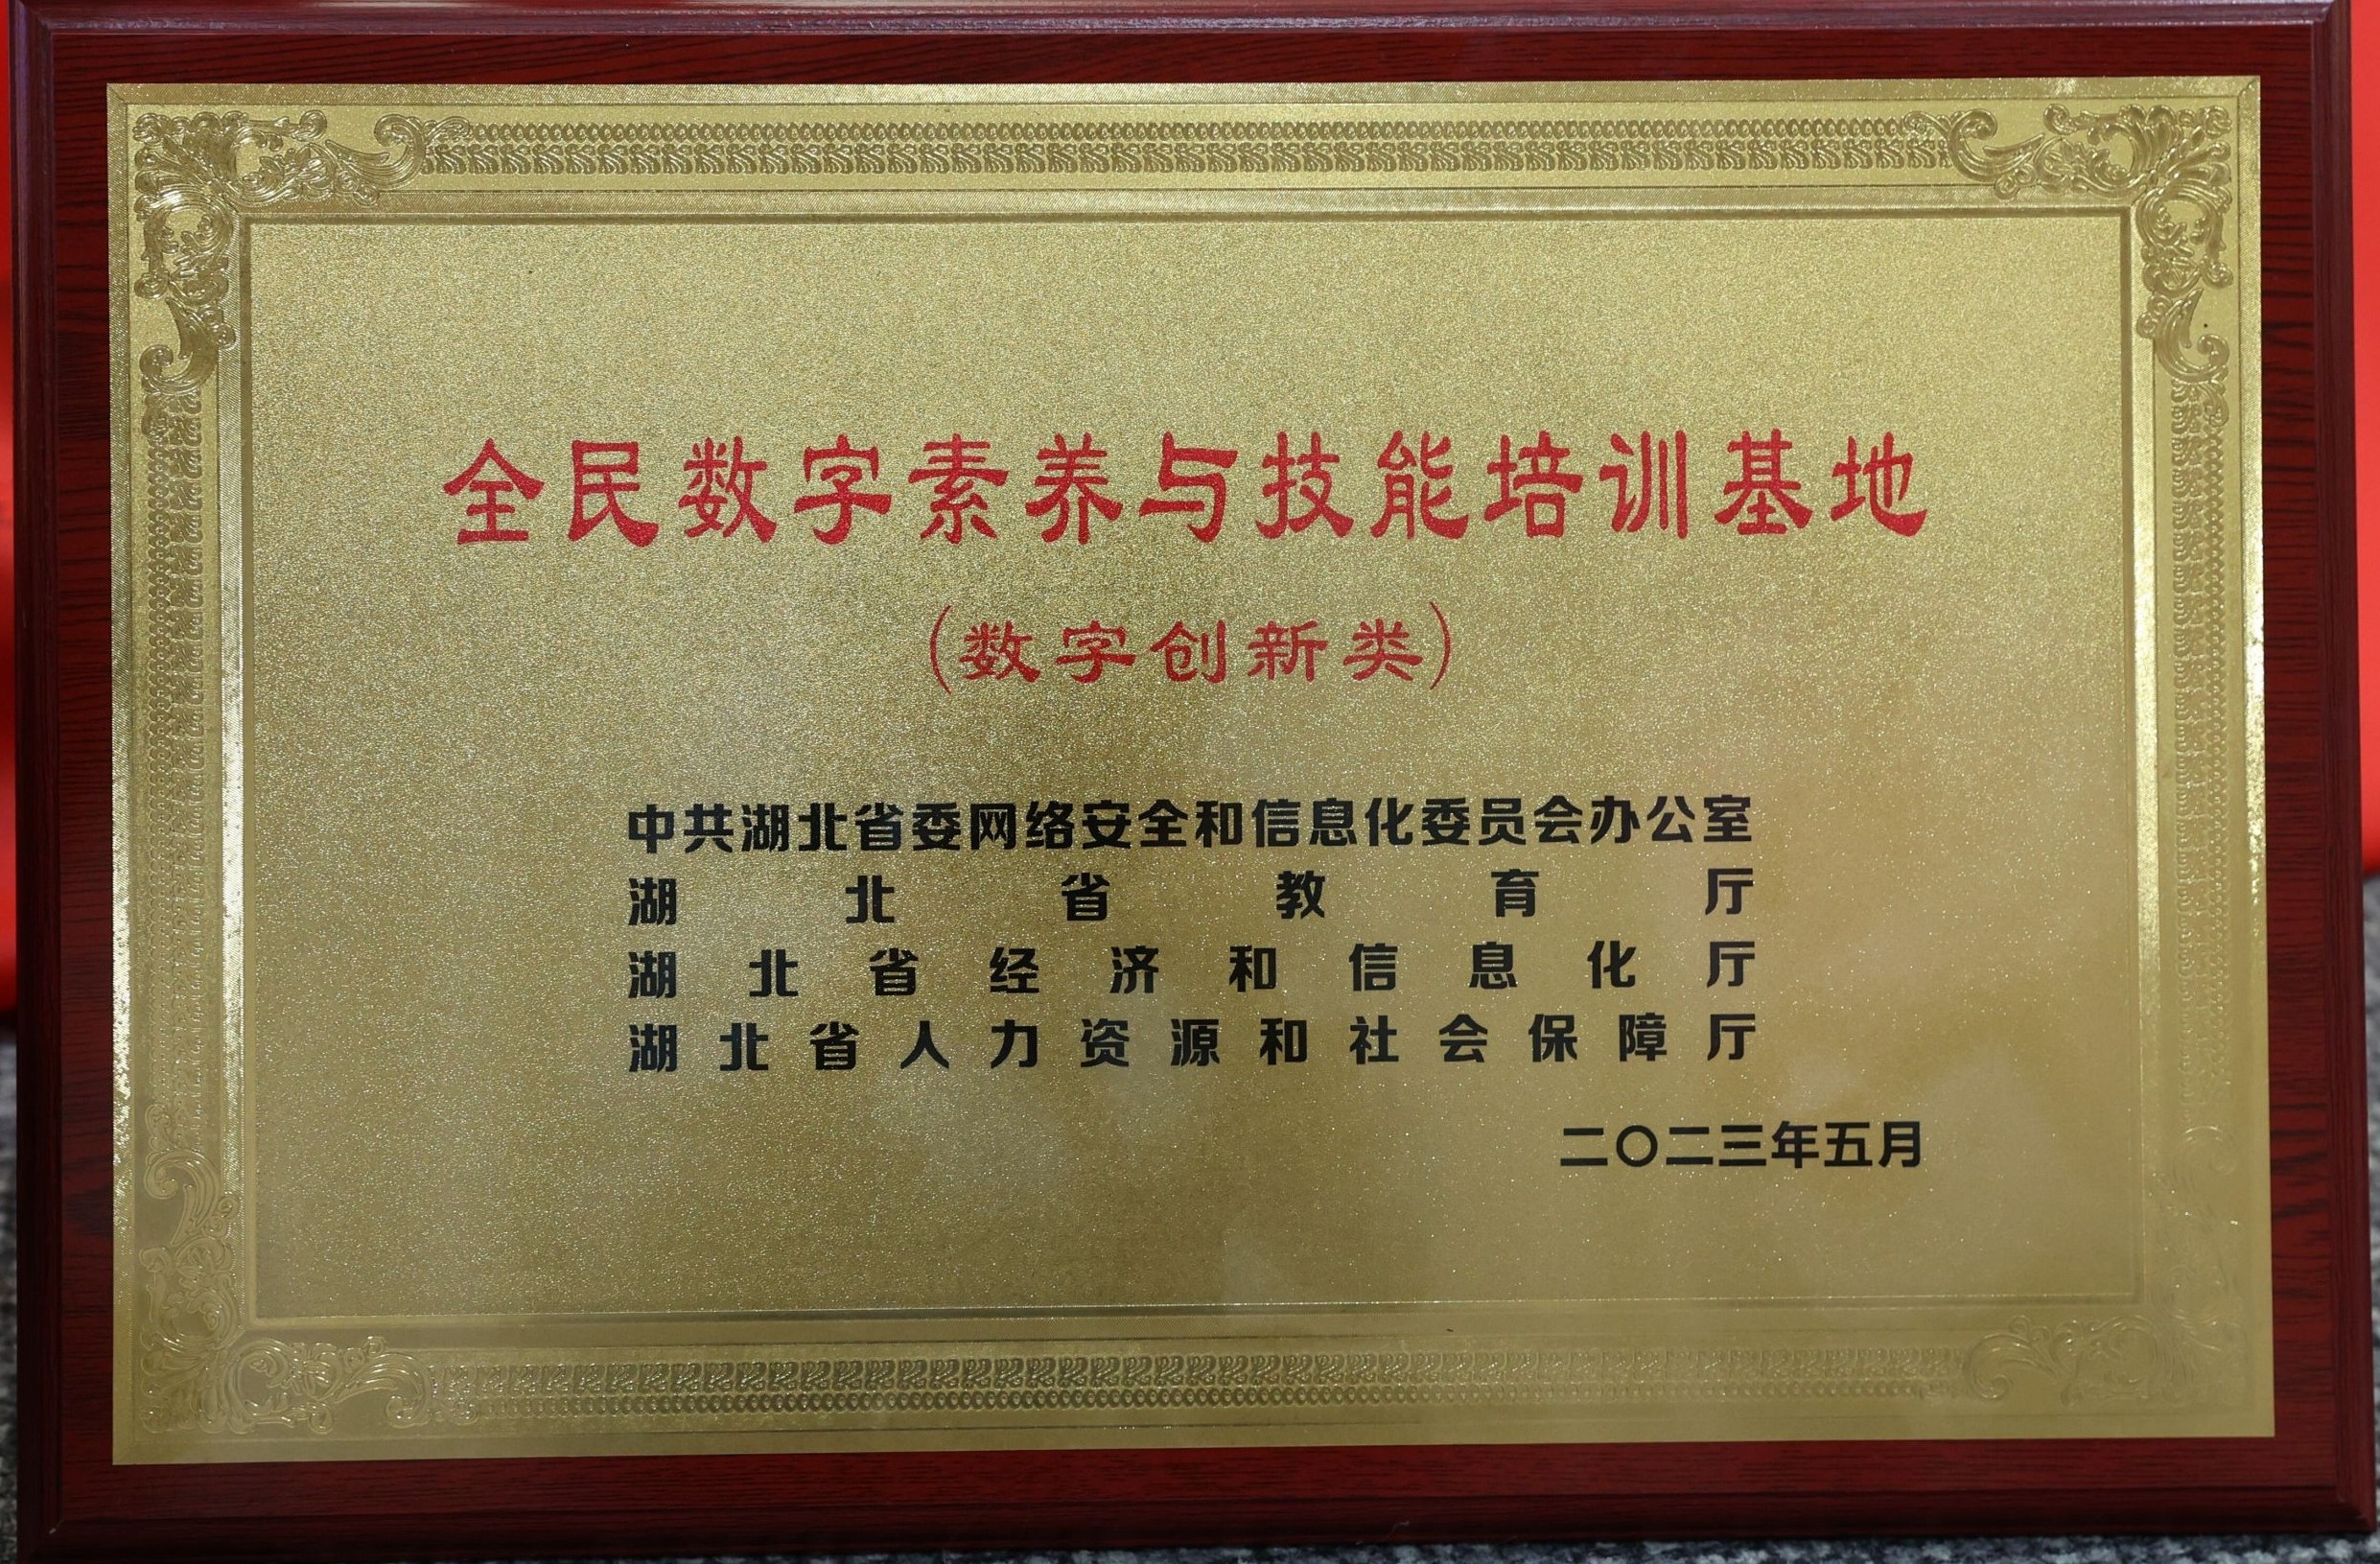 全民数字素养与技能培训基地
(数字创新类)
中共湖北省委网络安全和信息化委员会办公室
湖北省教育厅
湖北省经济和信息化厅
湖北省人力资源和社会保障厅
二〇二三年五月